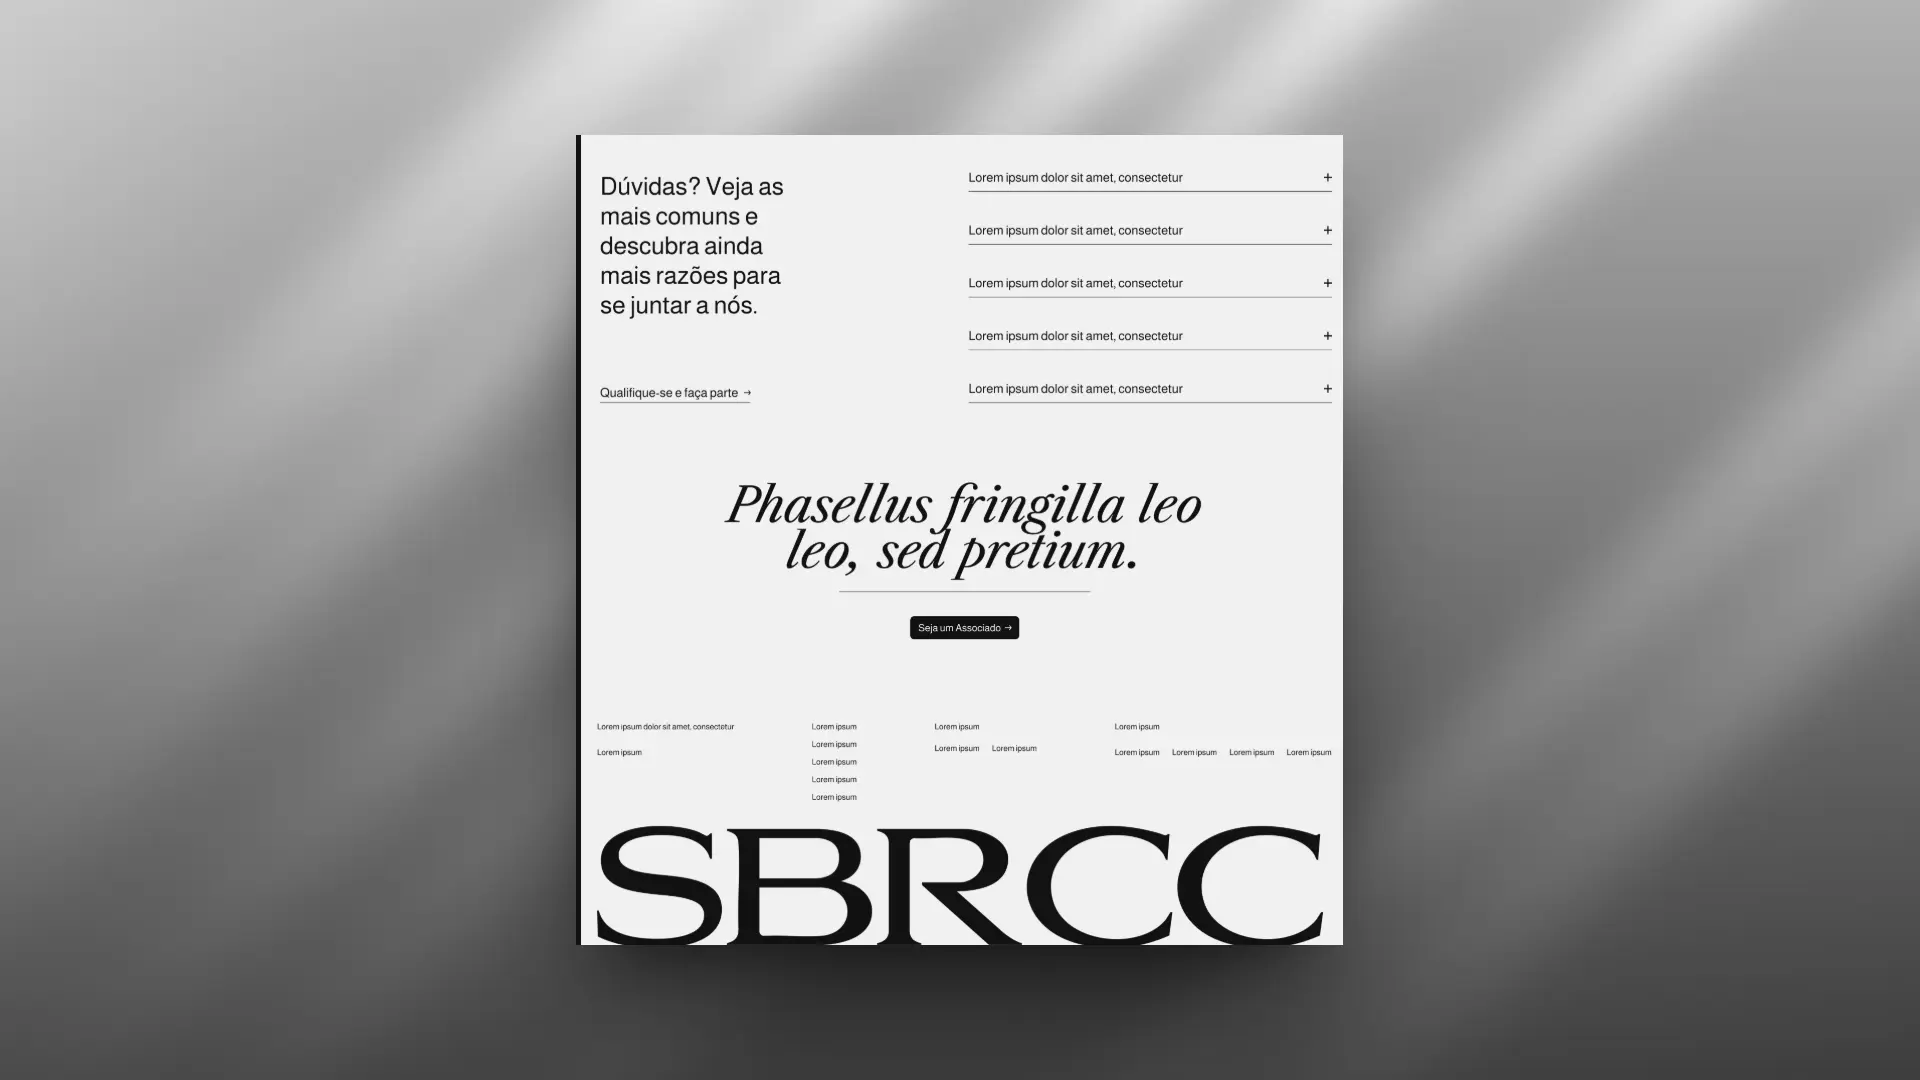 Dúvidas? Veja as
mais comuns e
descubra ainda
mais razões para
se juntar a nós.
Qualifique-se e faça parte →
Lorem ipsum dolor sit amet, consectetur +
Lorem ipsum dolor sit amet, consectetur +
Lorem ipsum dolor sit amet, consectetur +
Lorem ipsum dolor sit amet, consectetur +
Lorem ipsum dolor sit amet, consectetur +
Phasellus fringilla leo
leo, sed pretium.
Seja um Associado →
Lorem ipsum dolor sit amet, consectetur
Lorem ipsum
Lorem ipsum
Lorem ipsum
Lorem ipsum
Lorem ipsum
Lorem ipsum
Lorem ipsum
Lorem ipsum Lorem ipsum
Lorem ipsum
Lorem ipsum Lorem ipsum Lorem ipsum Lorem ipsum
SBRCC